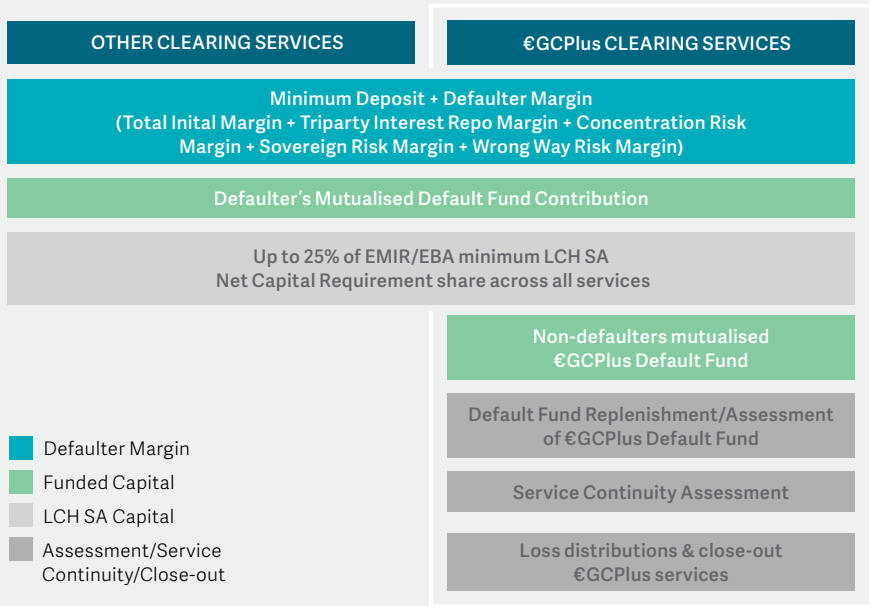 OTHER CLEARING SERVICES
€GCPlus CLEARING SERVICES
Minimum Deposit + Defaulter Margin
(Total Inital Margin + Triparty Interest Repo Margin + Concentration Risk
Margin + Sovereign Risk Margin + Wrong Way Risk Margin)
Defaulter’s Mutualised Default Fund Contribution
Up to 25% of EMIR/EBA minimum LCH SA
Net Capital Requirement share across all services
Non-defaulters mutualised
€GCPlus Default Fund
Default Fund Replenishment/Assessment
of €GCPlus Default Fund
Service Continuity Assessment
Loss distributions & close-out
€GCPlus services
Defaulter Margin
Funded Capital
LCH SA Capital
Assessment/Service
Continuity/Close-out